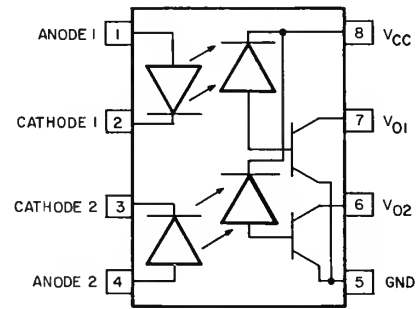 ANODE 1 1
CATHODE 1 2
CATHODE 2 3
ANODE 2 4
8 VCC
7 VO1
6 VO2
5 GND